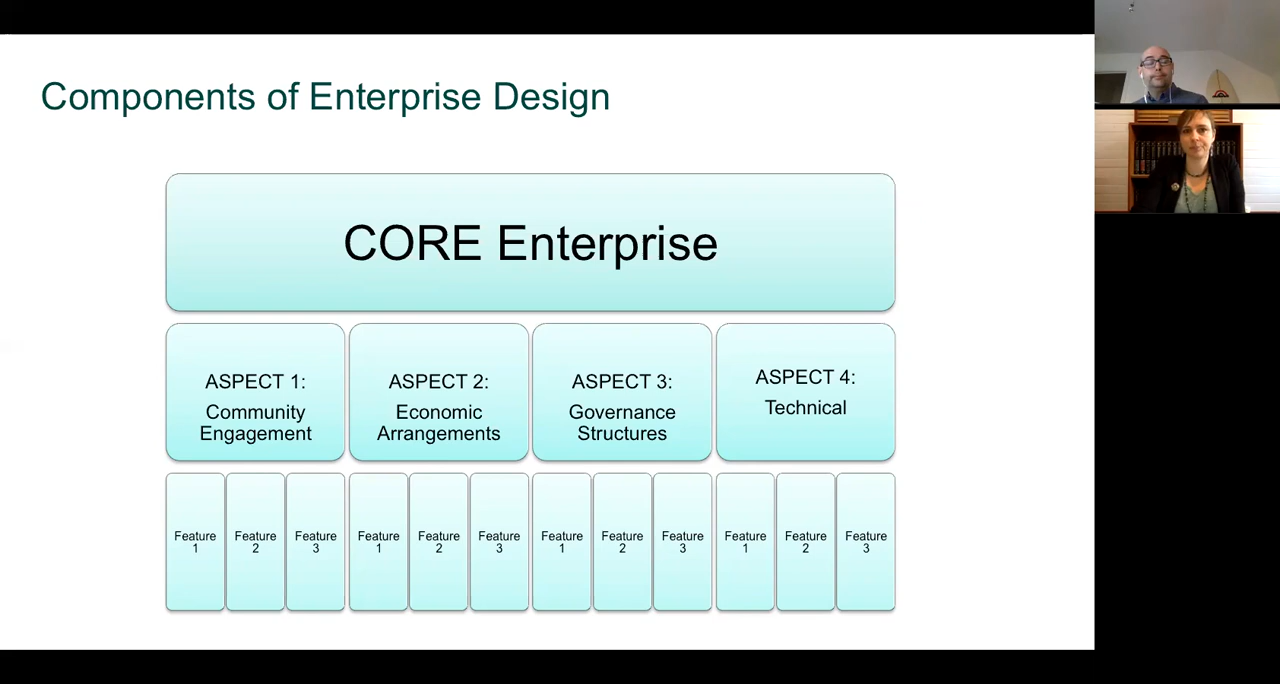 Components of Enterprise Design
CORE Enterprise
ASPECT 1:
Community
Engagement
ASPECT 2:
Economic
Arrangements
ASPECT 3:
Governance
Structures
ASPECT 4:
Technical
Feature
1
Feature
2
Feature
3
Feature
1
Feature
2
Feature
3
Feature
1
Feature
2
Feature
3
Feature
1
Feature
2
Feature
3